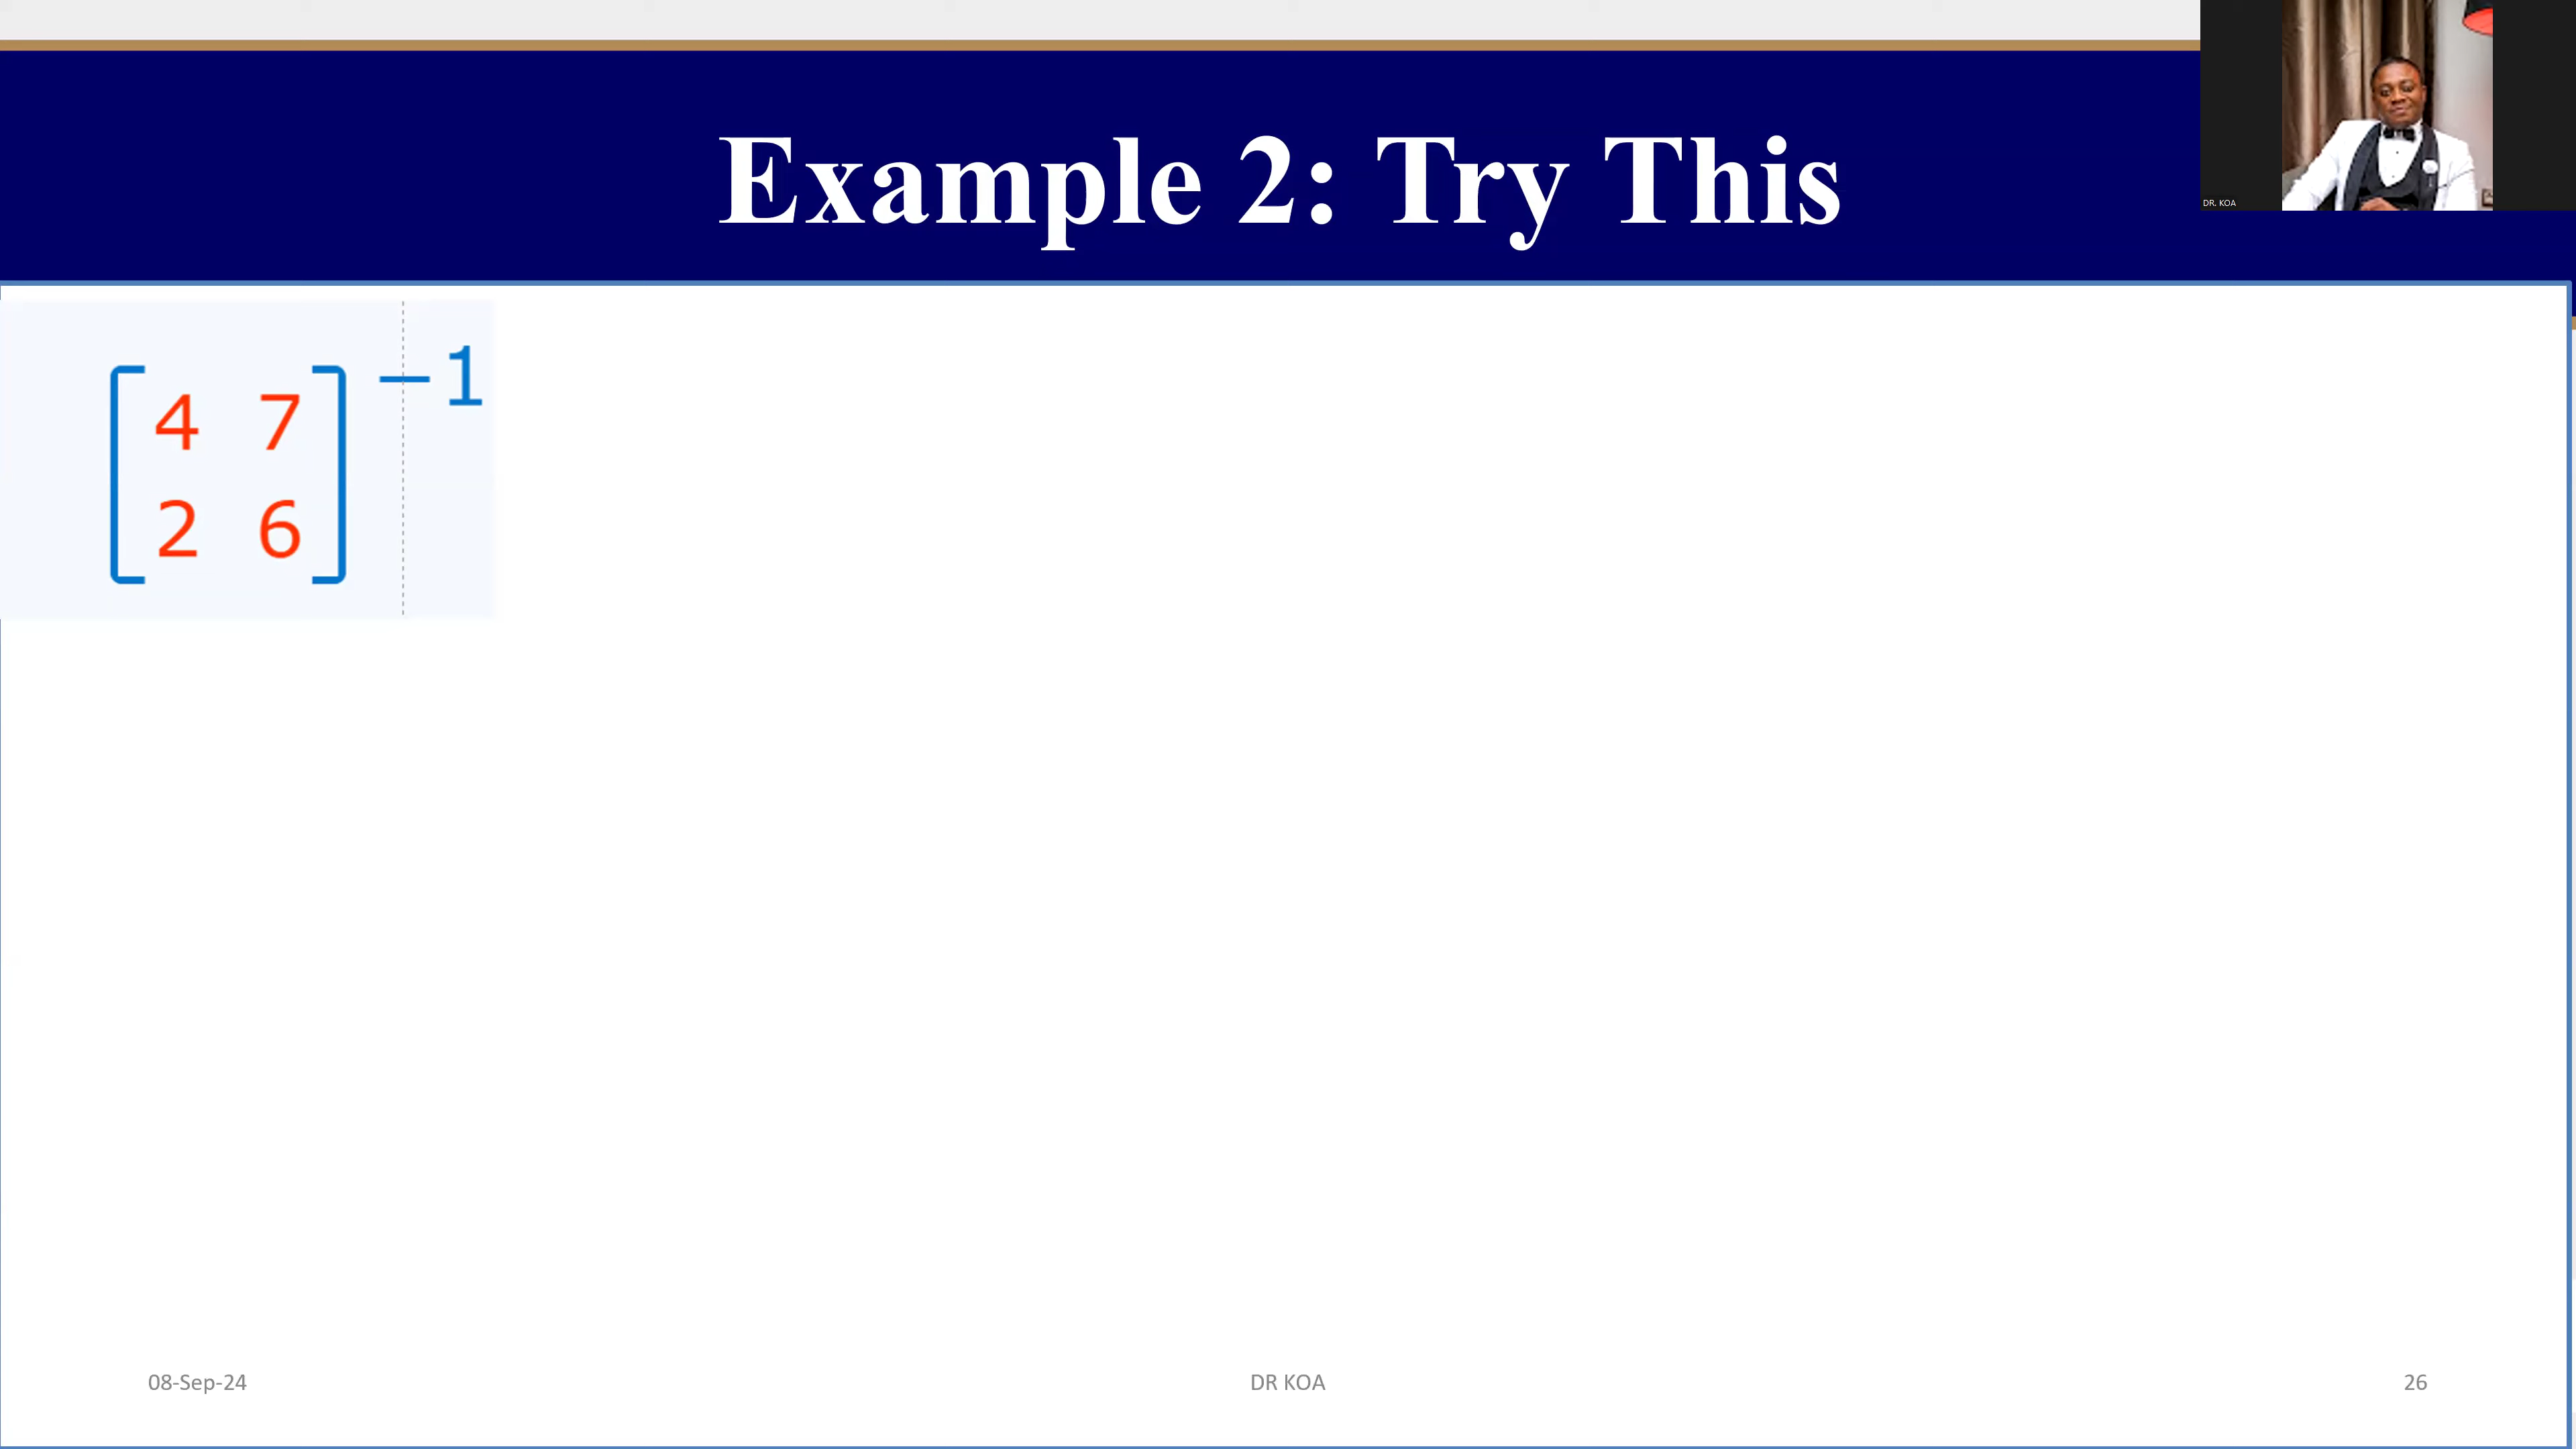 Example 2: Try This
DR. KOA
−1
4 7
2 6
08-Sep-24
DR KOA
26